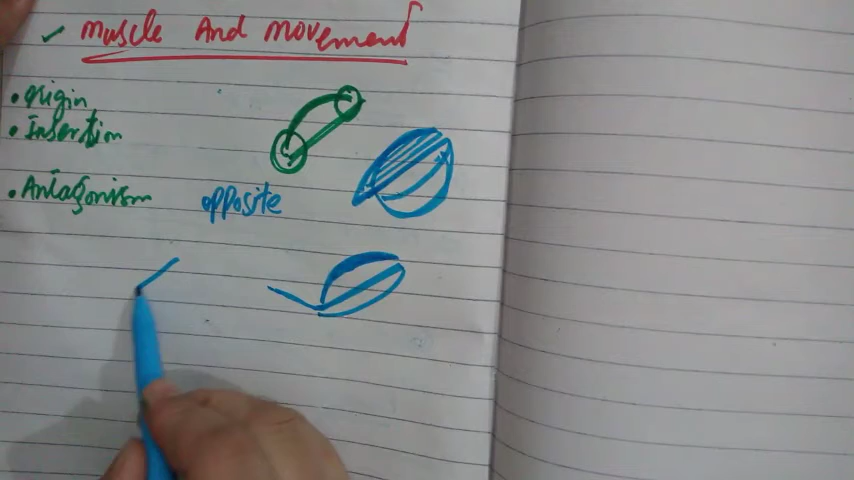 ✓ Muscle And Movement
• Origin
• Insertion
• Antagonism opposite